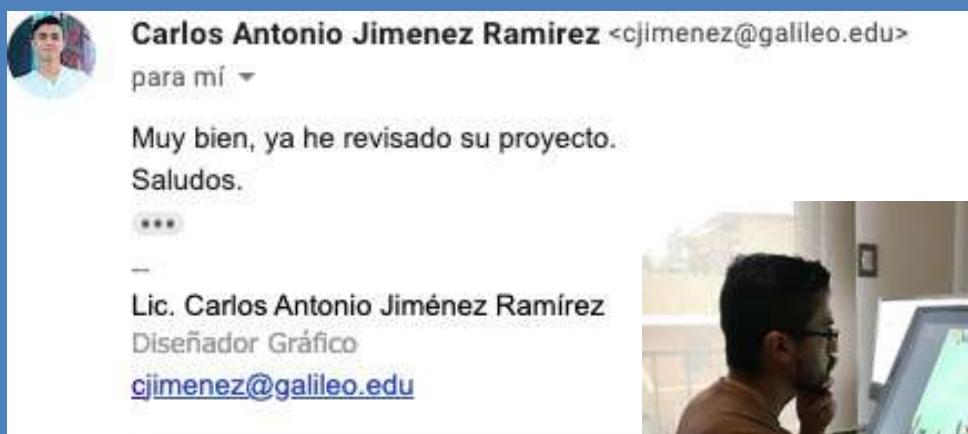 Carlos Antonio Jimenez Ramirez <cjimenez@galileo.edu>
para mí
Muy bien, ya he revisado su proyecto.
Saludos.
--
Lic. Carlos Antonio Jiménez Ramírez
Diseñador Gráfico
cjimenez@galileo.edu